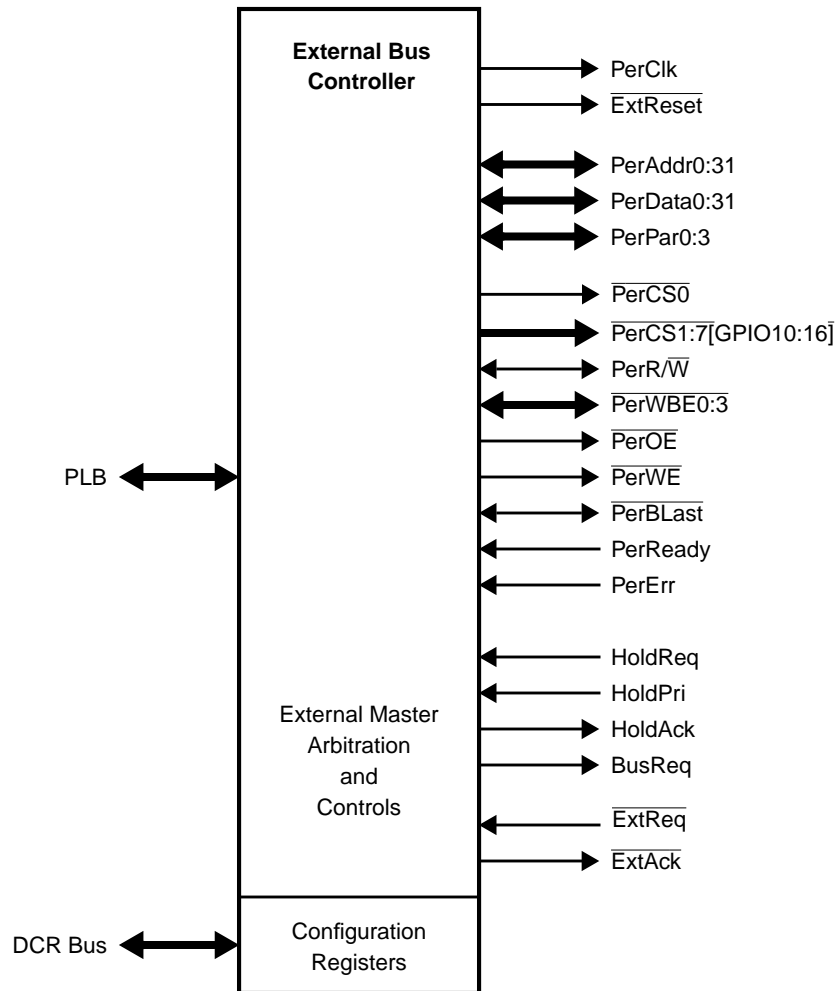 External Bus
Controller
PerClk
ExtReset
PerAddr0:31
PerData0:31
PerPar0:3
PerCS0
PerCS1:7[GPIO10:16]
PerR/W
PerWBE0:3
PerOE
PLB
PerWE
PerBLast
PerReady
PerErr
HoldReq
HoldPri
HoldAck
BusReq
External Master
Arbitration
and
Controls
ExtReq
ExtAck
DCR Bus
Configuration
Registers